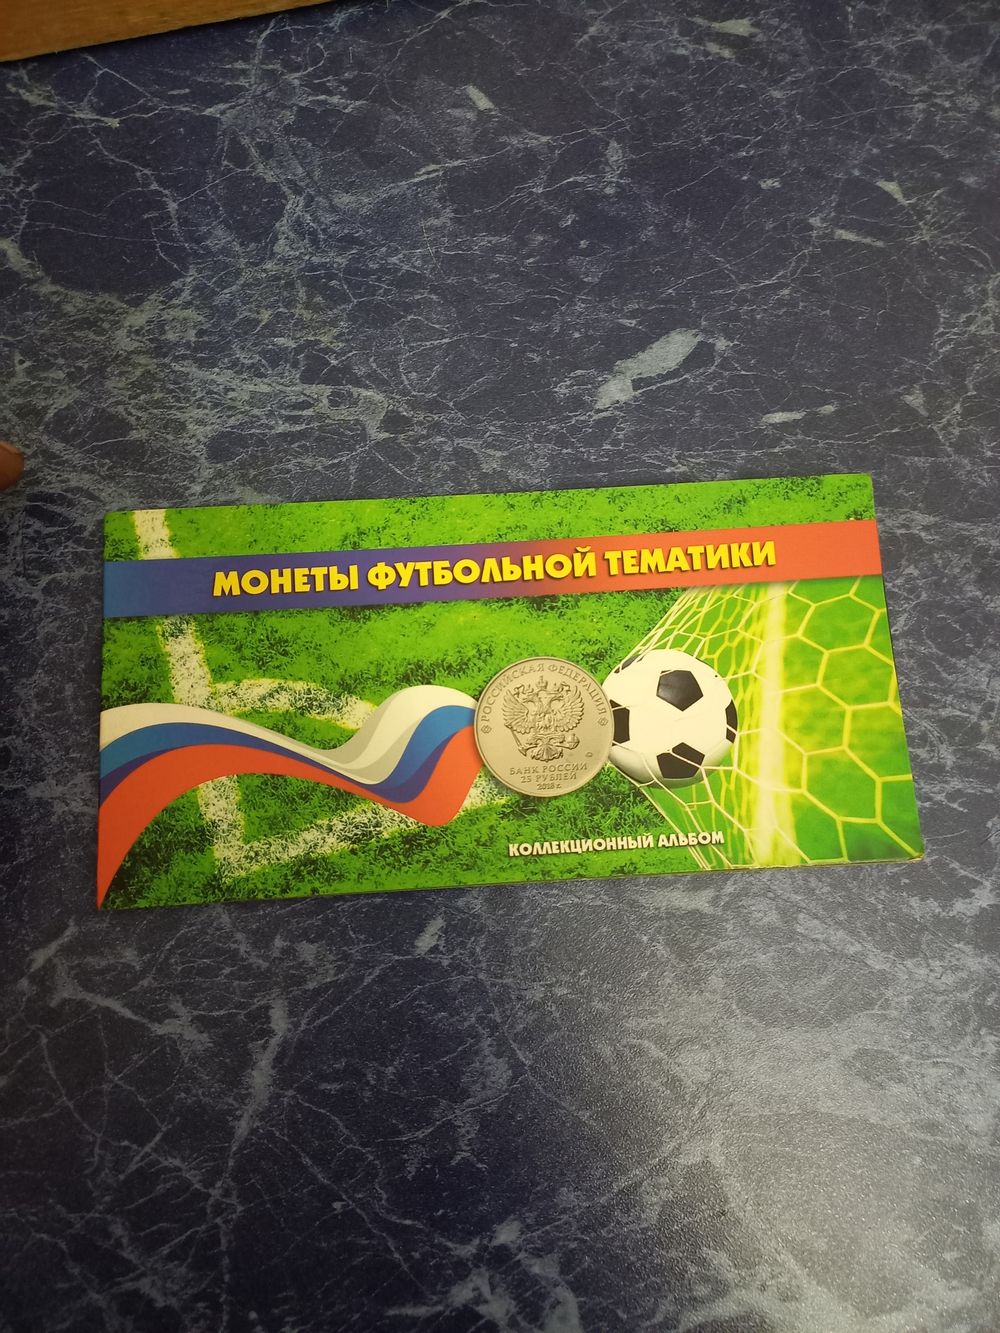 МОНЕТЫ ФУТБОЛЬНОЙ ТЕМАТИКИ
РОССИЙСКАЯ ФЕДЕРАЦИЯ
БАНК РОССИИ
25 РУБЛЕЙ
2018 г.
КОЛЛЕКЦИОННЫЙ АЛЬБОМ